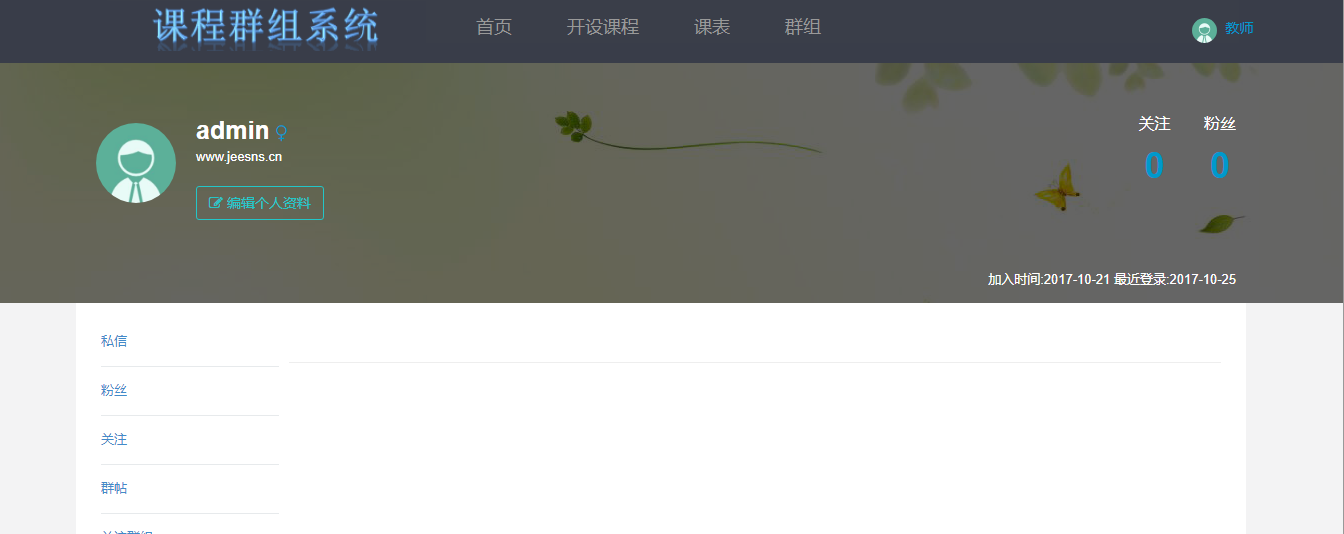 课程群组系统 首页 开设课程 课表 群组 教师
admin
www.jeesns.cn
编辑个人资料
关注 粉丝
0 0
加入时间:2017-10-21 最近登录:2017-10-25
私信
粉丝
关注
群帖